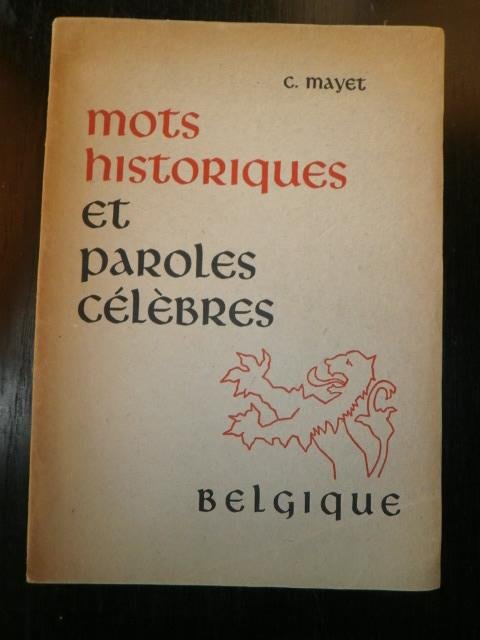 C. Mayet
mots
historiques
et
paroles
célèbres
Belgique